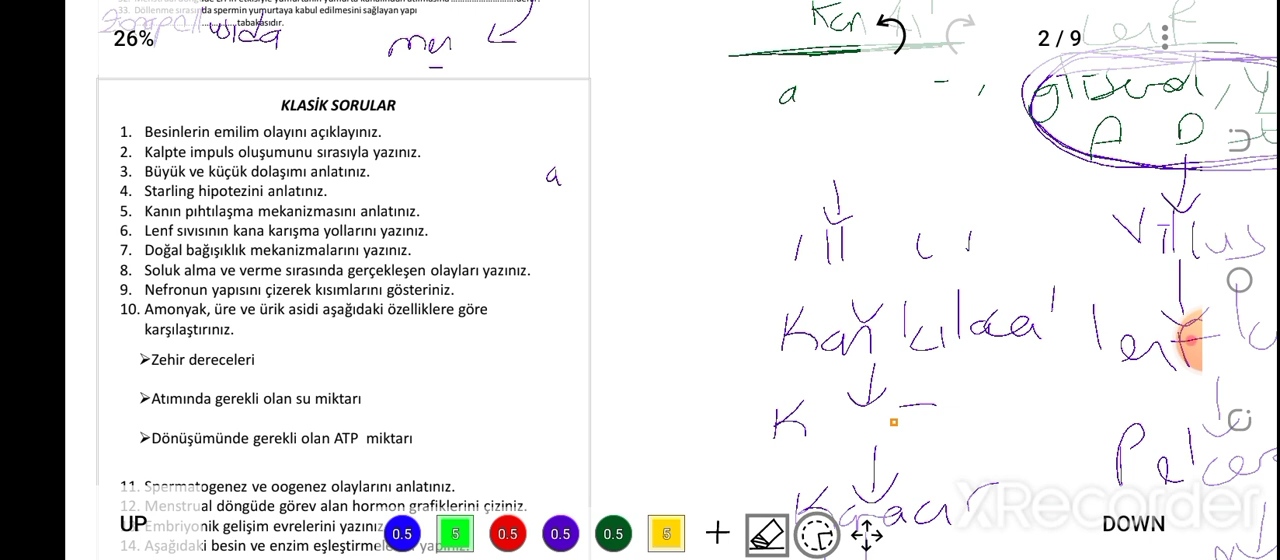 33. Döllenme sırasında spermin yumurtaya kabul edilmesini sağlayan yapı
tabakasıdır.
26%
2 / 9
Kan
Lenf
a
A D
KLASİK SORULAR
1. Besinlerin emilim olayını açıklayınız.
2. Kalpte impuls oluşumunu sırasıyla yazınız.
3. Büyük ve küçük dolaşımı anlatınız.
a
4. Starling hipotezini anlatınız.
5. Kanın pıhtılaşma mekanizmasını anlatınız.
6. Lenf sıvısının kana karışma yollarını yazınız.
7. Doğal bağışıklık mekanizmalarını yazınız.
8. Soluk alma ve verme sırasında gerçekleşen olayları yazınız.
9. Nefronun yapısını çizerek kısımlarını gösteriniz.
10. Amonyak, üre ve ürik asidi aşağıdaki özelliklere göre
karşılaştırınız.
➢Zehir dereceleri
➢Atımında gerekli olan su miktarı
➢Dönüşümünde gerekli olan ATP miktarı
Villus
K
11. Spermatogenez ve oogenez olaylarını anlatınız.
12. Menstrual döngüde görev alan hormon grafiklerini çiziniz.
Embriyonik gelişim evrelerini yazınız
14. Aşağıdaki besin ve enzim eşleştirmele
UP
0.5 5 0.5 0.5 0.5 5
DOWN
XRecorder